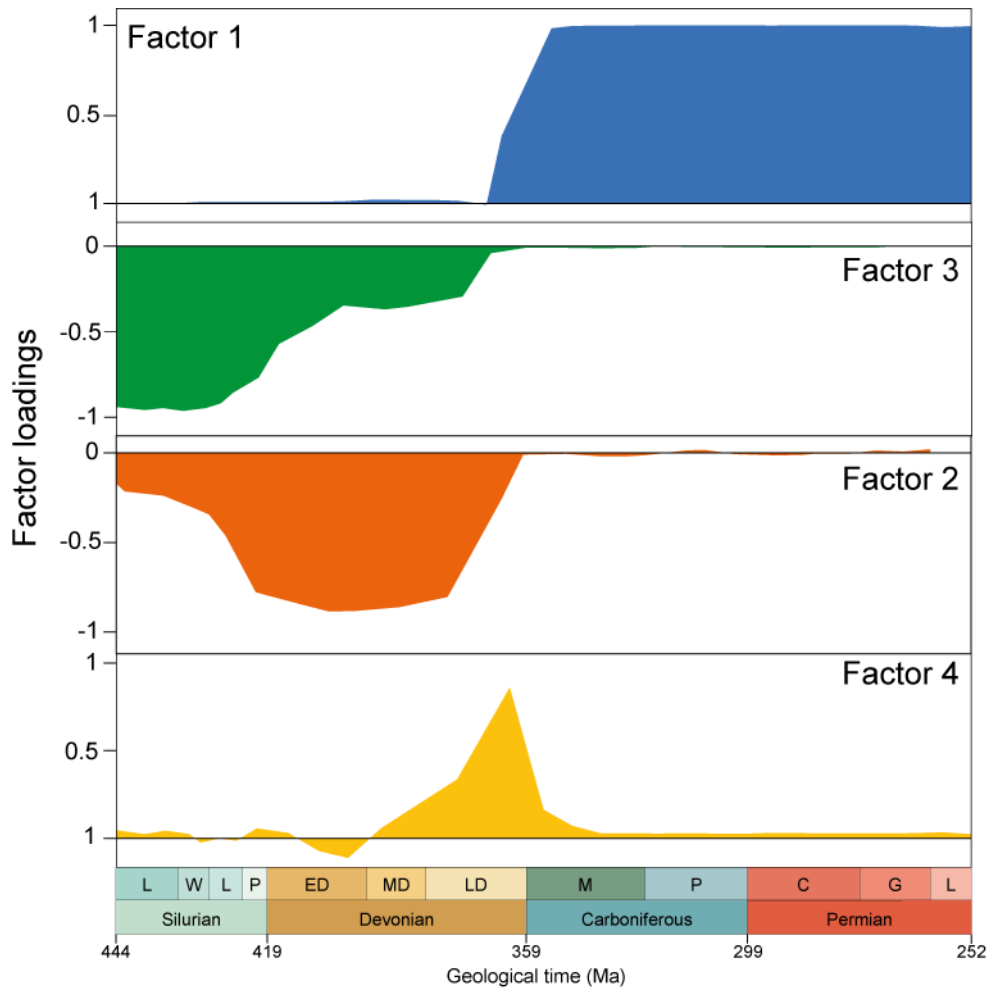 Factor 1
1
0.5
1
Factor 3
0
-0.5
-1
Factor 2
0
-0.5
-1
Factor 4
1
0.5
1
Factor loadings
L W L P ED MD LD M P C G L
Silurian Devonian Carboniferous Permian
444 419 359 299 252
Geological time (Ma)